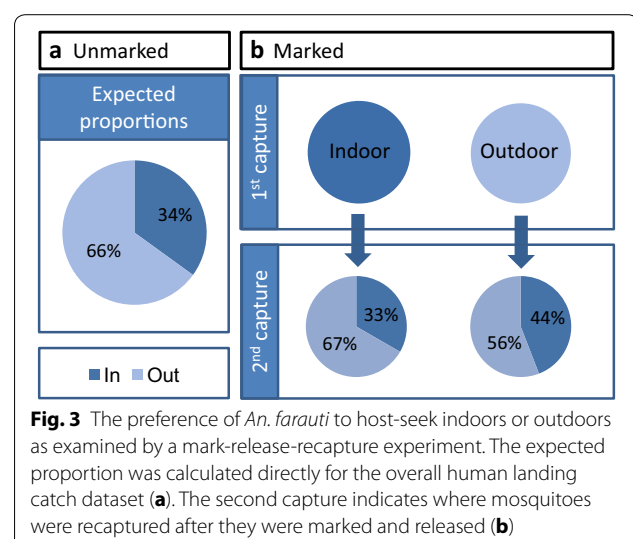 a Unmarked
b Marked
Expected
proportions
34%
66%
In Out
1st capture
Indoor
Outdoor
2nd capture
33%
67%
44%
56%
Fig. 3 The preference of An. farauti to host-seek indoors or outdoors
as examined by a mark-release-recapture experiment. The expected
proportion was calculated directly for the overall human landing
catch dataset (a). The second capture indicates where mosquitoes
were recaptured after they were marked and released (b)